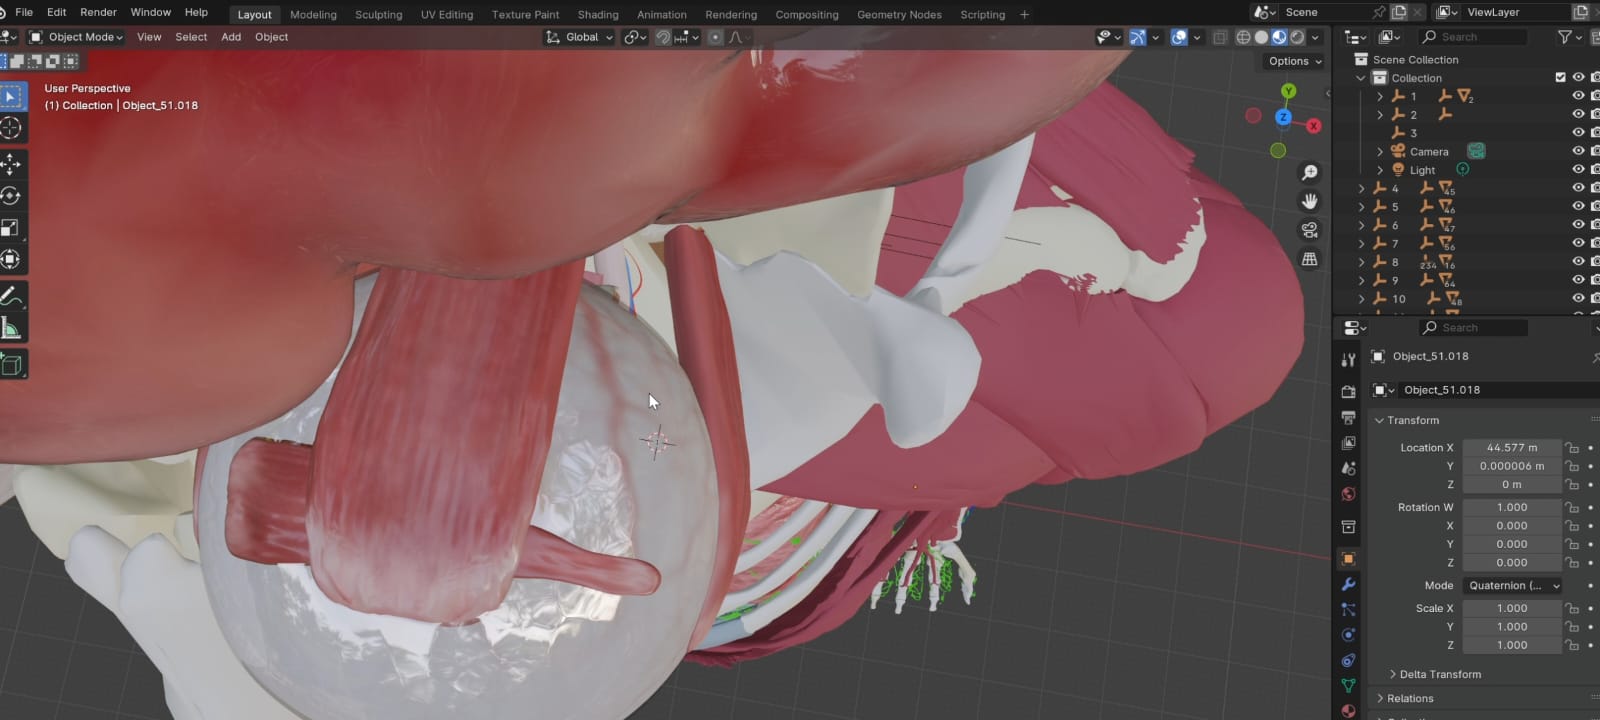 File Edit Render Window Help
Layout Modeling Sculpting UV Editing Texture Paint Shading Animation Rendering Compositing Geometry Nodes Scripting +
Scene
ViewLayer
Object Mode View Select Add Object
Global
Search
Options
User Perspective
(1) Collection | Object_51.018
Y
Z
X
Scene Collection
Collection
1 2
2
3
Camera
Light
4 45
5 46
6 47
7 56
8 234 16
9 64
10 48
Search
Object_51.018
Object_51.018
Transform
Location X 44.577 m
Y 0.000006 m
Z 0 m
Rotation W 1.000
X 0.000
Y 0.000
Z 0.000
Mode Quaternion (...
Scale X 1.000
Y 1.000
Z 1.000
Delta Transform
Relations